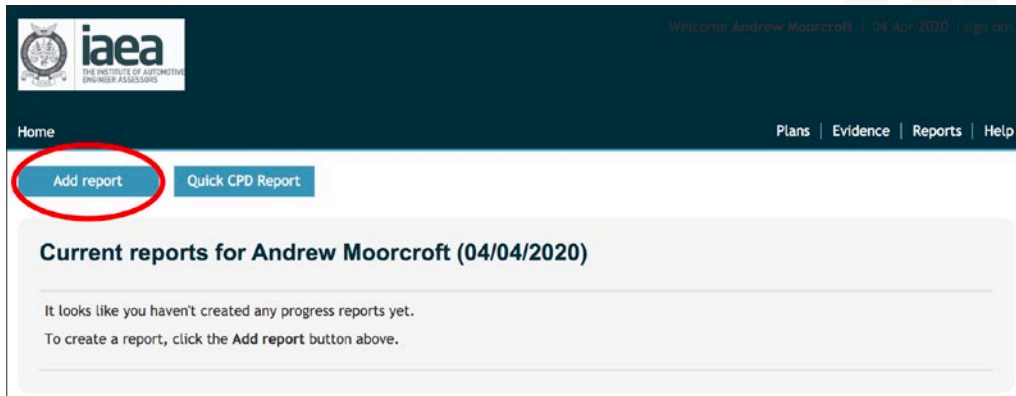 Welcome Andrew Moorcroft | 04 Apr 2020 | sign out
iaea
THE INSTITUTE OF AUTOMOTIVE
ENGINEER ASSESSORS
Home
Plans | Evidence | Reports | Help
Add report
Quick CPD Report
Current reports for Andrew Moorcroft (04/04/2020)
It looks like you haven't created any progress reports yet.
To create a report, click the Add report button above.